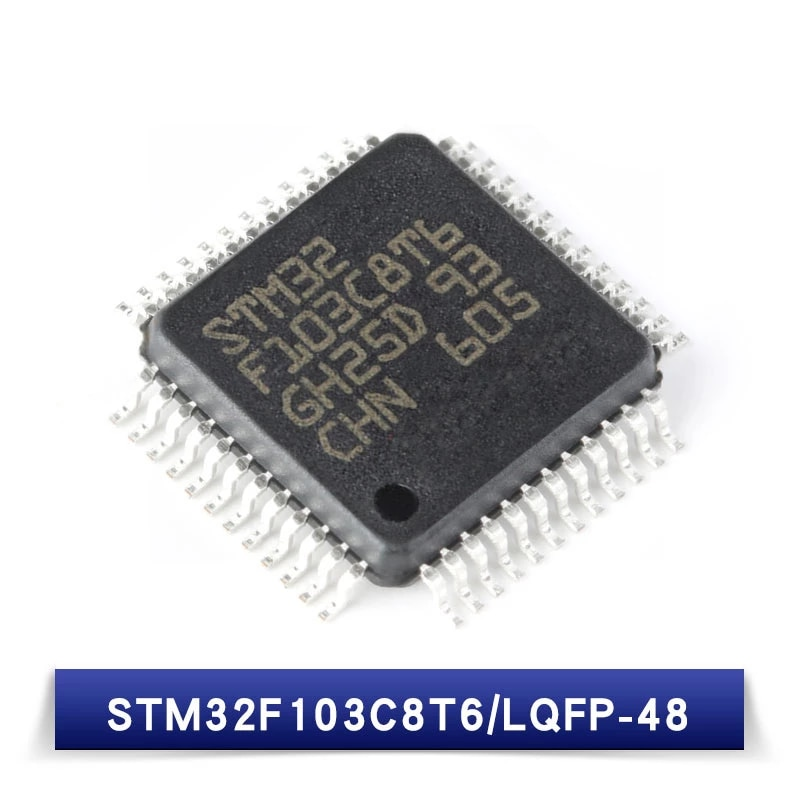 STM32
F103C8T6
GH25D 93
CHN 605
STM32F103C8T6/LQFP-48